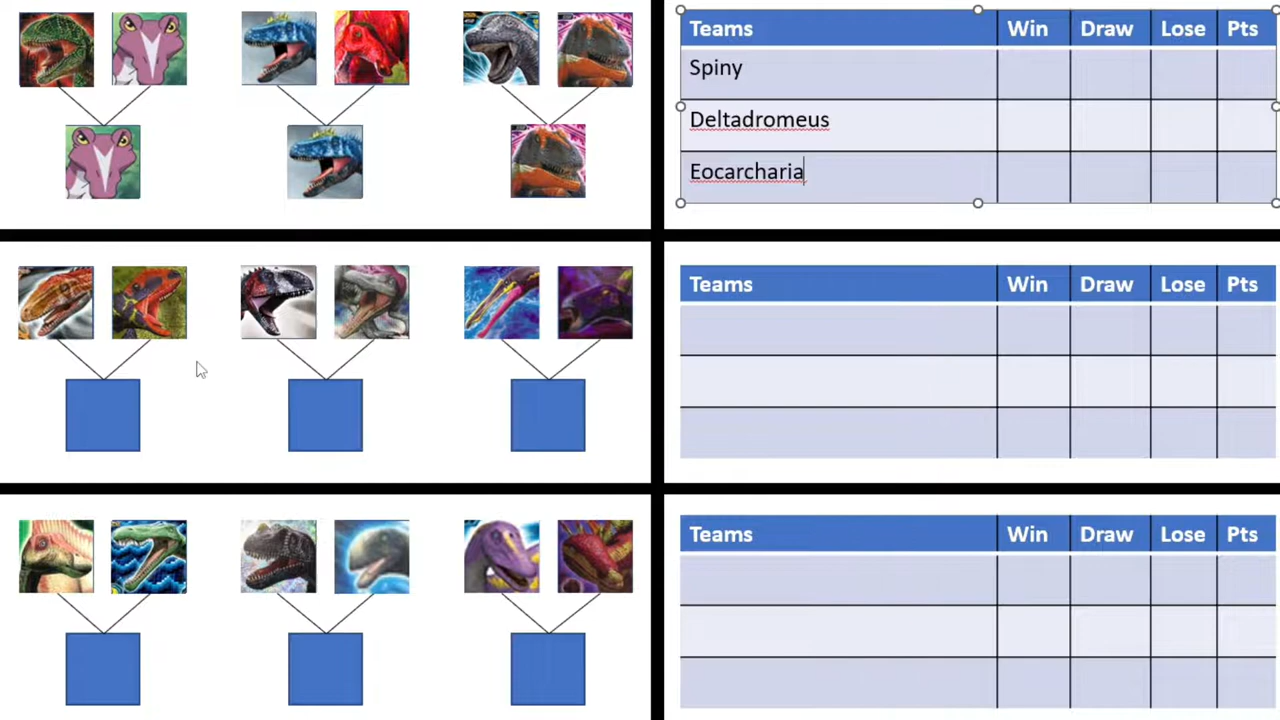 Teams Win Draw Lose Pts
Spiny
Deltadromeus
Eocarcharia
Teams Win Draw Lose Pts
Teams Win Draw Lose Pts